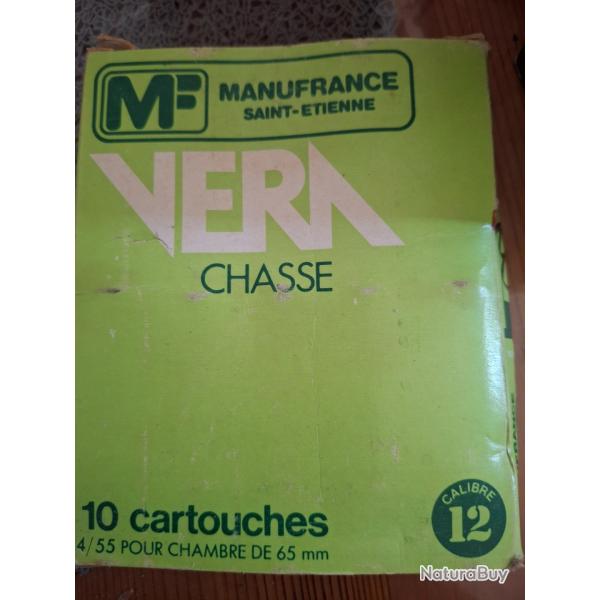 MF
MANUFRANCE
SAINT-ETIENNE
VERA
CHASSE
10 cartouches
4/55 POUR CHAMBRE DE 65 mm
CALIBRE
12
NaturaBuy